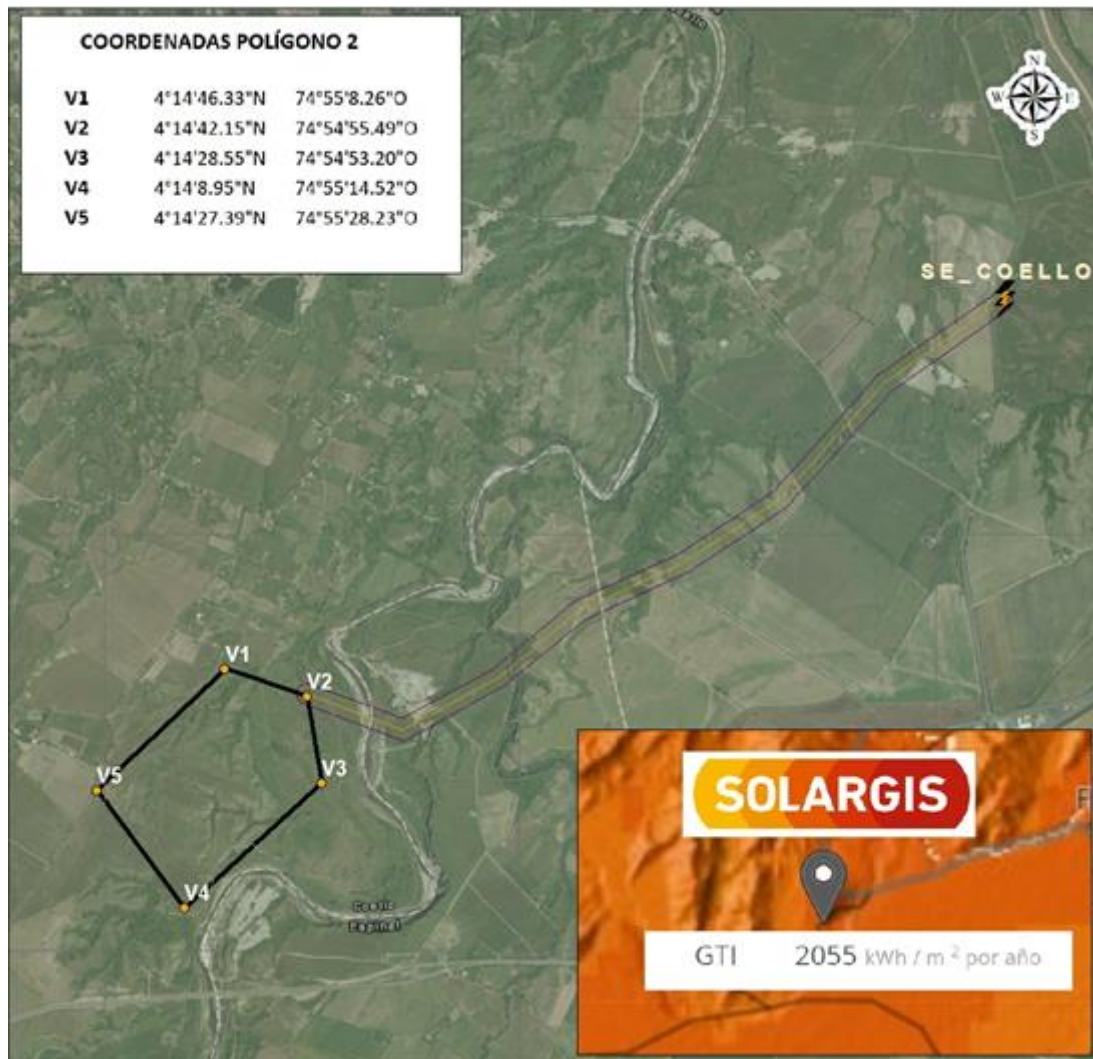 COORDENADAS POLÍGONO 2
V1 4°14'46.33"N 74°55'8.26"O
V2 4°14'42.15"N 74°54'55.49"O
V3 4°14'28.55"N 74°54'53.20"O
V4 4°14'8.95"N 74°55'14.52"O
V5 4°14'27.39"N 74°55'28.23"O
N
W E
S
SE_COELLO
V1
V2
V3
V5
V4
Coello
Espinal
SOLARGIS
GTI 2055 kWh / m 2 por año